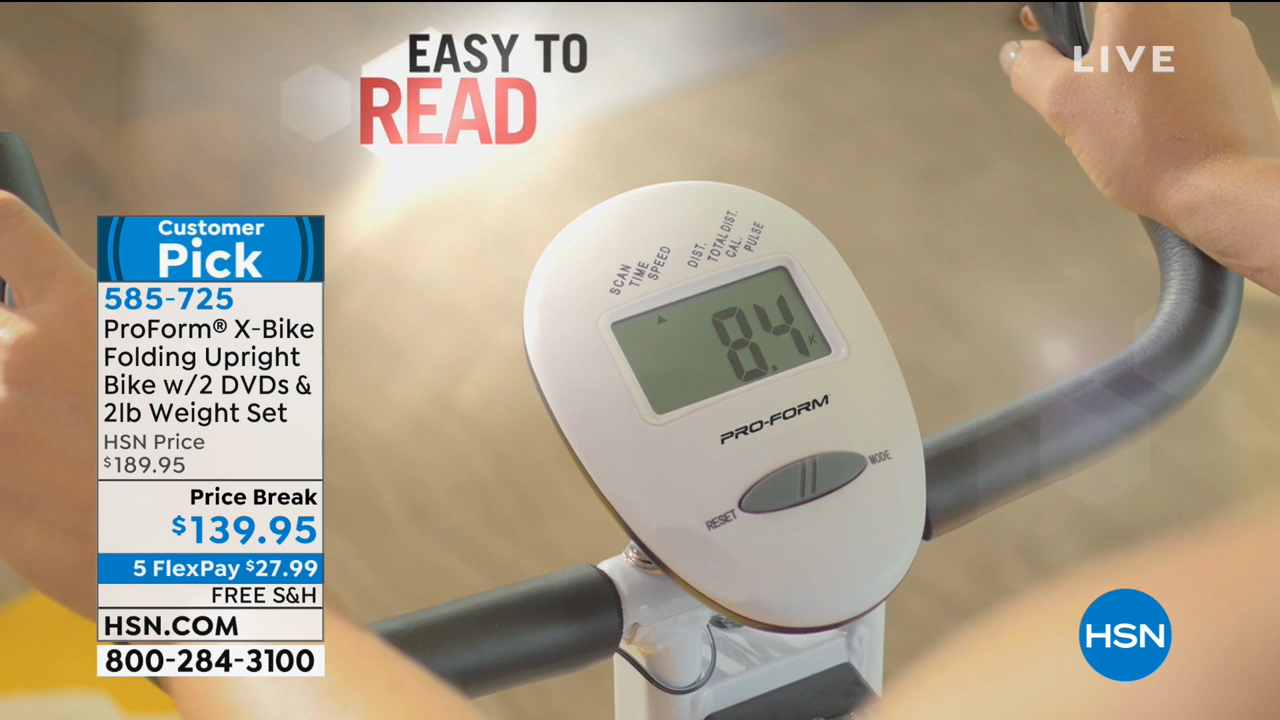 EASY TO
READ
LIVE
Customer
Pick
585-725
ProForm® X-Bike
Folding Upright
Bike w/2 DVDs &
2lb Weight Set
HSN Price
$189.95
Price Break
$139.95
5 FlexPay $27.99
FREE S&H
HSN.COM
800-284-3100
SCAN
TIME
SPEED
DIST.
TOTAL DIST.
CAL.
PULSE
8.4 K
PRO-FORM
MODE
RESET
HSN